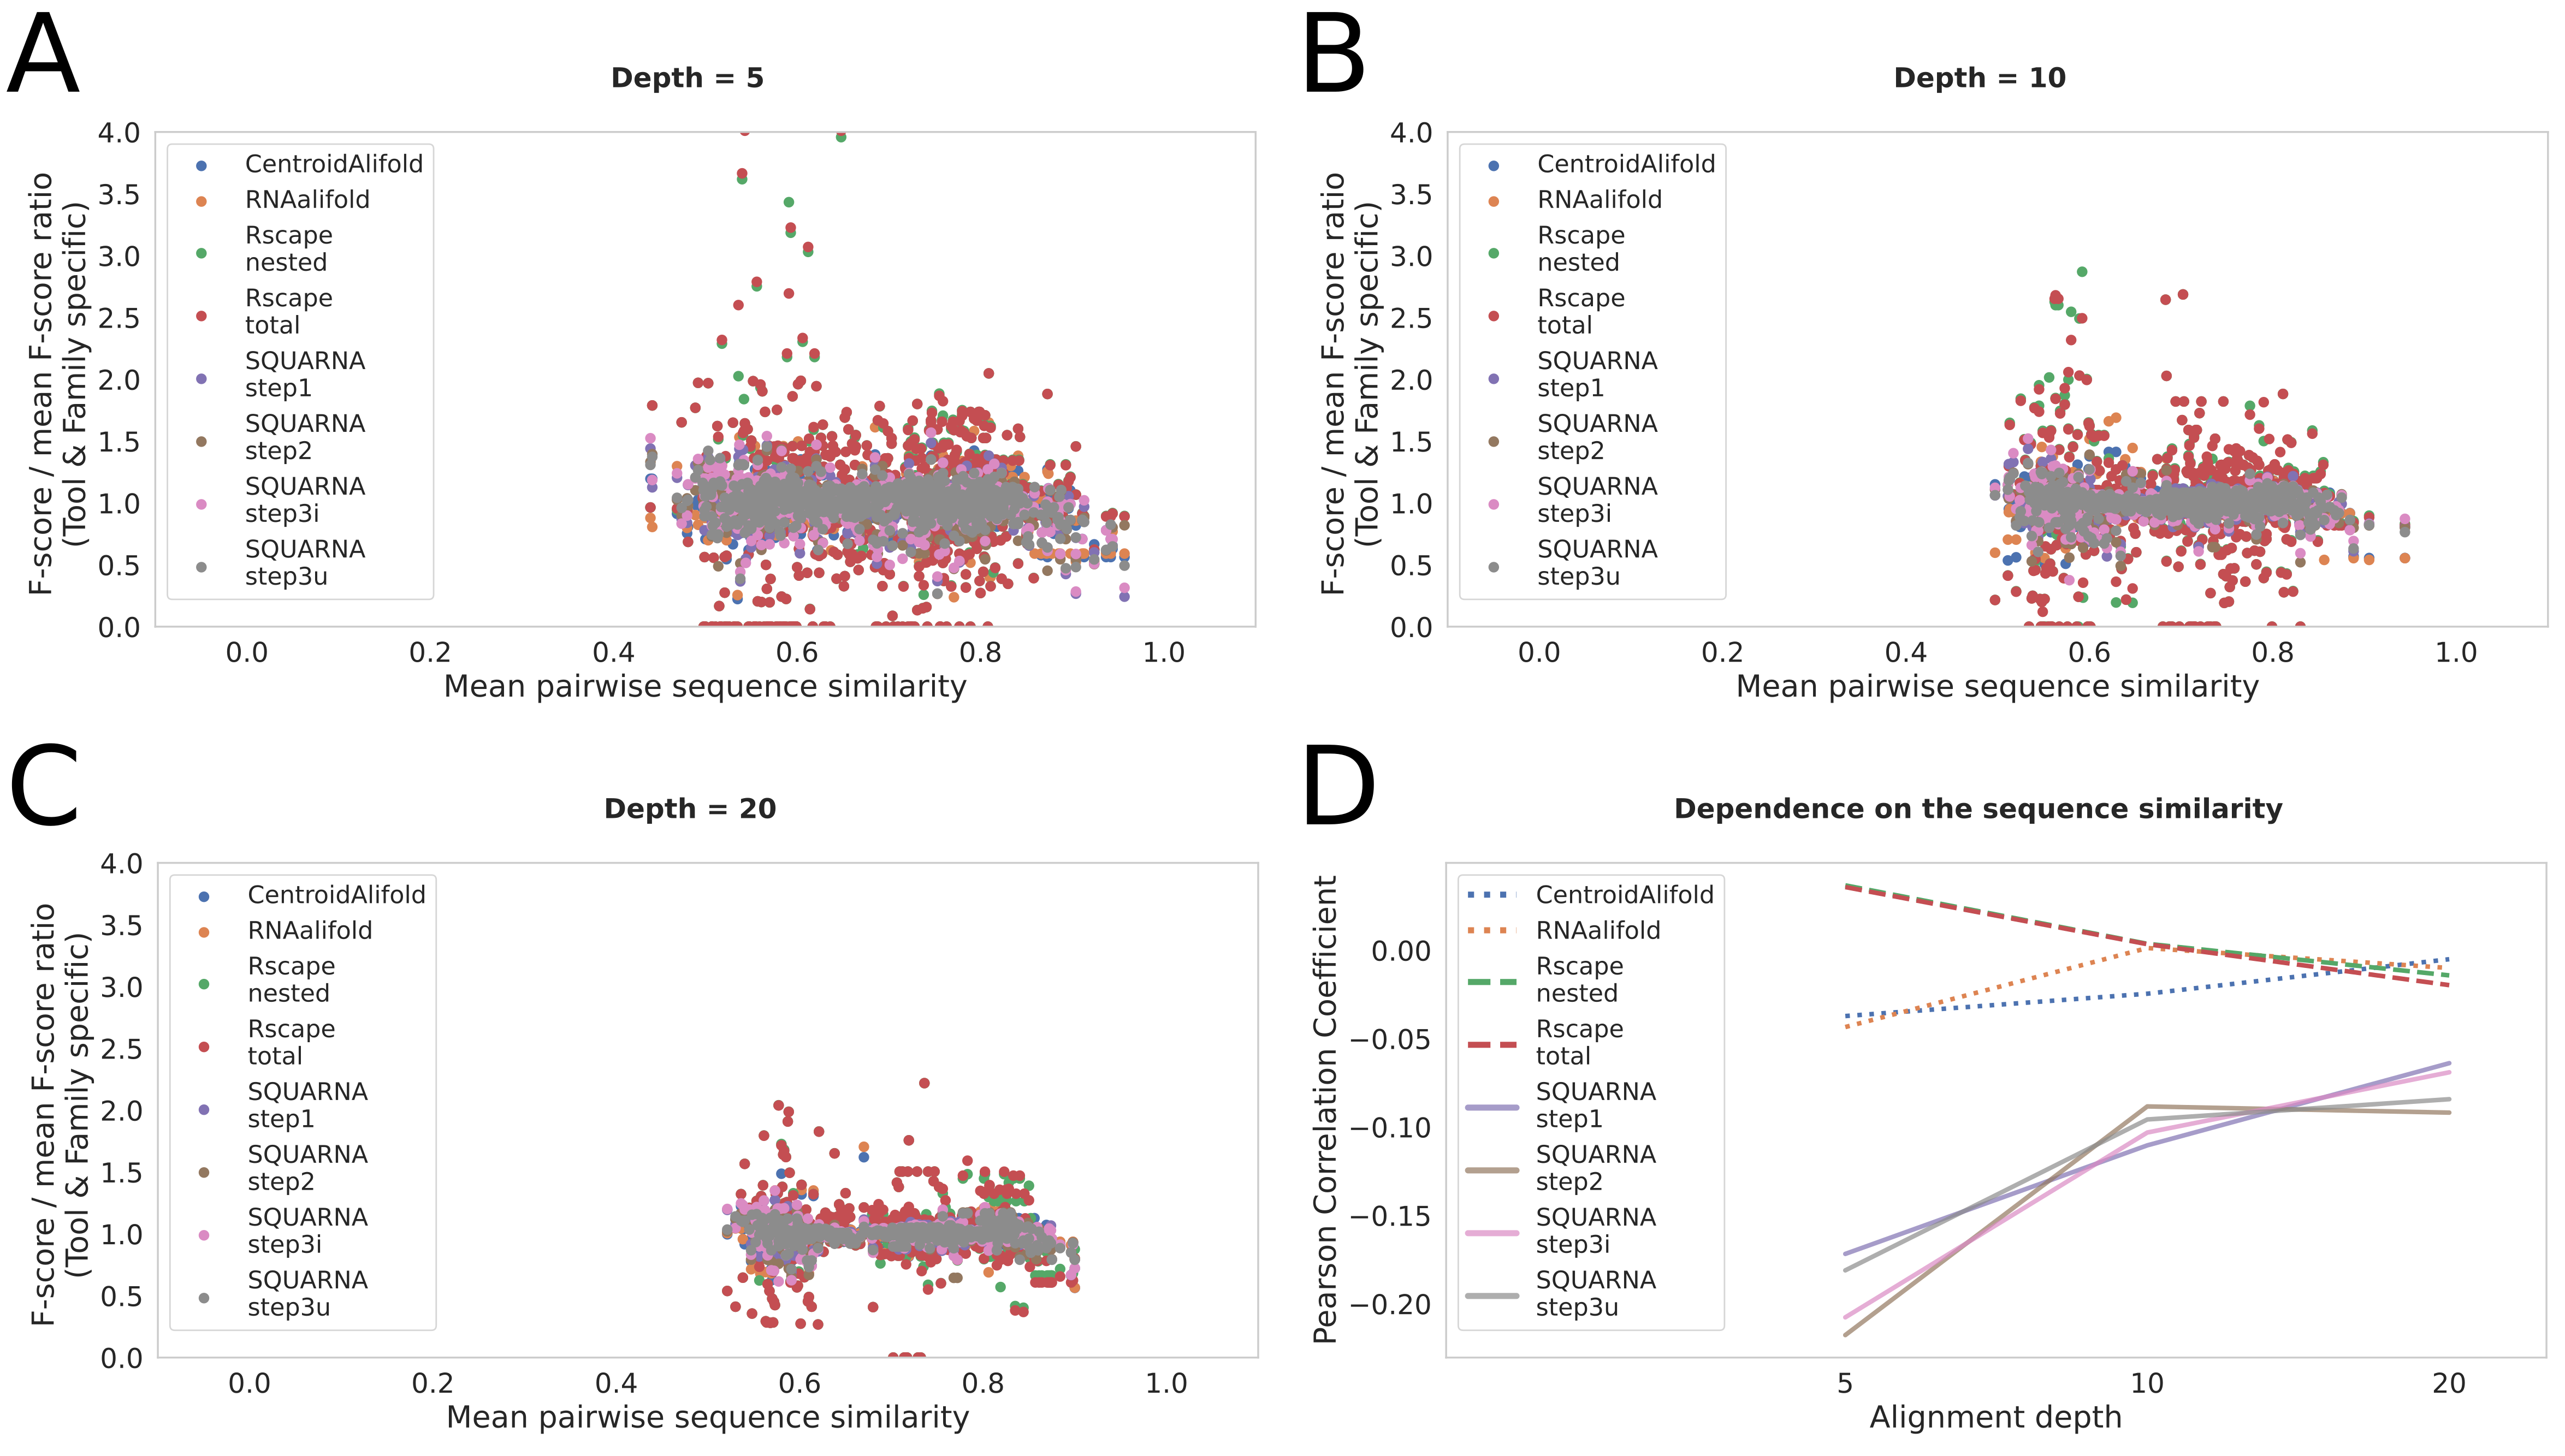 A
Depth = 5
F-score / mean F-score ratio
(Tool & Family specific)
4.0
3.5
3.0
2.5
2.0
1.5
1.0
0.5
0.0
CentroidAlifold
RNAalifold
Rscape
nested
Rscape
total
SQUARNA
step1
SQUARNA
step2
SQUARNA
step3i
SQUARNA
step3u
0.0 0.2 0.4 0.6 0.8 1.0
Mean pairwise sequence similarity
B
Depth = 10
F-score / mean F-score ratio
(Tool & Family specific)
4.0
3.5
3.0
2.5
2.0
1.5
1.0
0.5
0.0
CentroidAlifold
RNAalifold
Rscape
nested
Rscape
total
SQUARNA
step1
SQUARNA
step2
SQUARNA
step3i
SQUARNA
step3u
0.0 0.2 0.4 0.6 0.8 1.0
Mean pairwise sequence similarity
C
Depth = 20
F-score / mean F-score ratio
(Tool & Family specific)
4.0
3.5
3.0
2.5
2.0
1.5
1.0
0.5
0.0
CentroidAlifold
RNAalifold
Rscape
nested
Rscape
total
SQUARNA
step1
SQUARNA
step2
SQUARNA
step3i
SQUARNA
step3u
0.0 0.2 0.4 0.6 0.8 1.0
Mean pairwise sequence similarity
D
Dependence on the sequence similarity
Pearson Correlation Coefficient
0.00
−0.05
−0.10
−0.15
−0.20
CentroidAlifold
RNAalifold
Rscape
nested
Rscape
total
SQUARNA
step1
SQUARNA
step2
SQUARNA
step3i
SQUARNA
step3u
5 10 20
Alignment depth